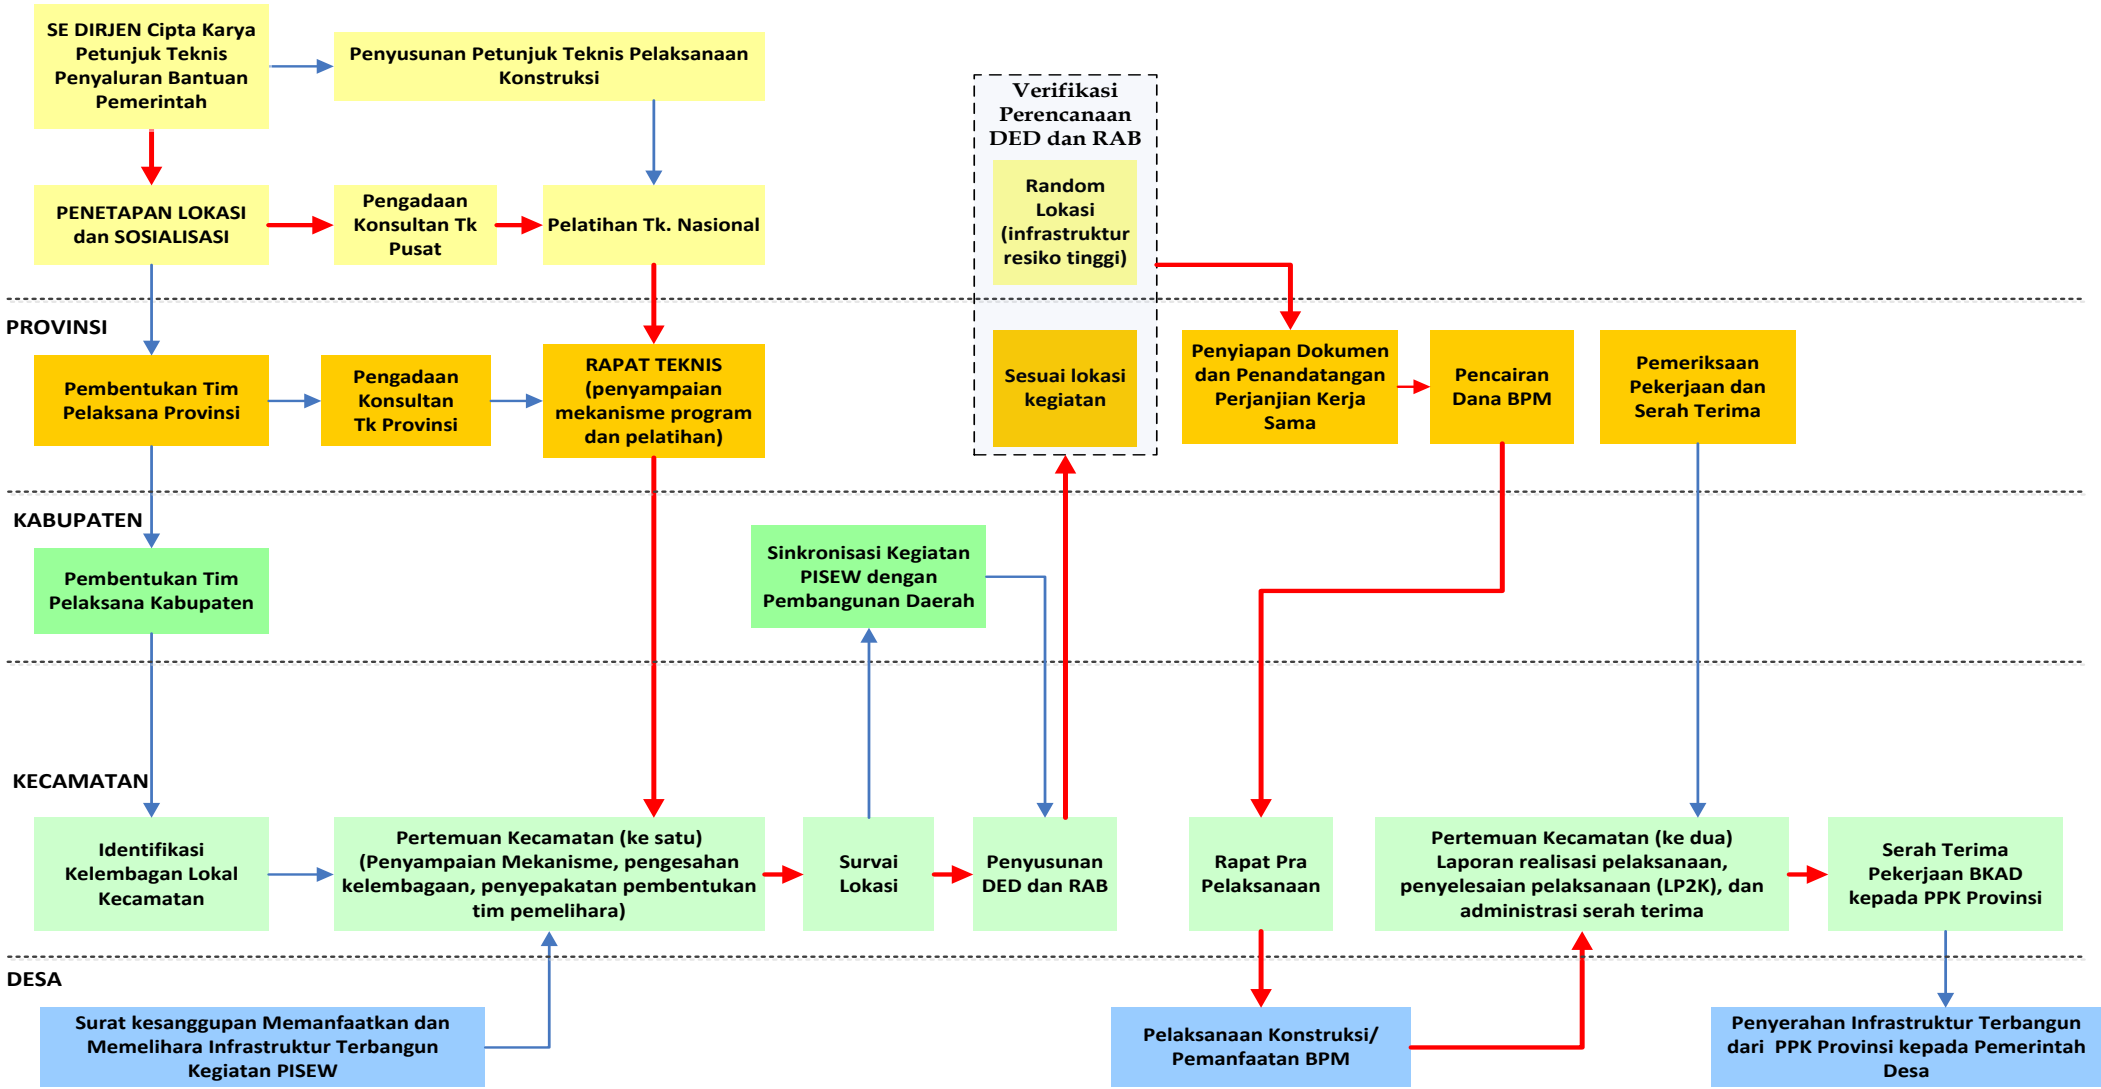 SE DIRJEN Cipta Karya
Petunjuk Teknis
Penyaluran Bantuan
Pemerintah
Penyusunan Petunjuk Teknis Pelaksanaan
Konstruksi
Verifikasi
Perencanaan
DED dan RAB
PENETAPAN LOKASI
dan SOSIALISASI
Pengadaan
Konsultan Tk
Pusat
Pelatihan Tk. Nasional
Random
Lokasi
(infrastruktur
resiko tinggi)
PROVINSI
Pembentukan Tim
Pelaksana Provinsi
Pengadaan
Konsultan
Tk Provinsi
RAPAT TEKNIS
(penyampaian
mekanisme program
dan pelatihan)
Sesuai lokasi
kegiatan
Penyiapan Dokumen
dan Penandatangan
Perjanjian Kerja
Sama
Pencairan
Dana BPM
Pemeriksaan
Pekerjaan dan
Serah Terima
KABUPATEN
Pembentukan Tim
Pelaksana Kabupaten
Sinkronisasi Kegiatan
PISEW dengan
Pembangunan Daerah
KECAMATAN
Identifikasi
Kelembagan Lokal
Kecamatan
Pertemuan Kecamatan (ke satu)
(Penyampaian Mekanisme, pengesahan
kelembagaan, penyepakatan pembentukan
tim pemelihara)
Survai
Lokasi
Penyusunan
DED dan RAB
Rapat Pra
Pelaksanaan
Pertemuan Kecamatan (ke dua)
Laporan realisasi pelaksanaan,
penyelesaian pelaksanaan (LP2K), dan
administrasi serah terima
Serah Terima
Pekerjaan BKAD
kepada PPK Provinsi
DESA
Surat kesanggupan Memanfaatkan dan
Memelihara Infrastruktur Terbangun
Kegiatan PISEW
Pelaksanaan Konstruksi/
Pemanfaatan BPM
Penyerahan Infrastruktur Terbangun
dari PPK Provinsi kepada Pemerintah
Desa